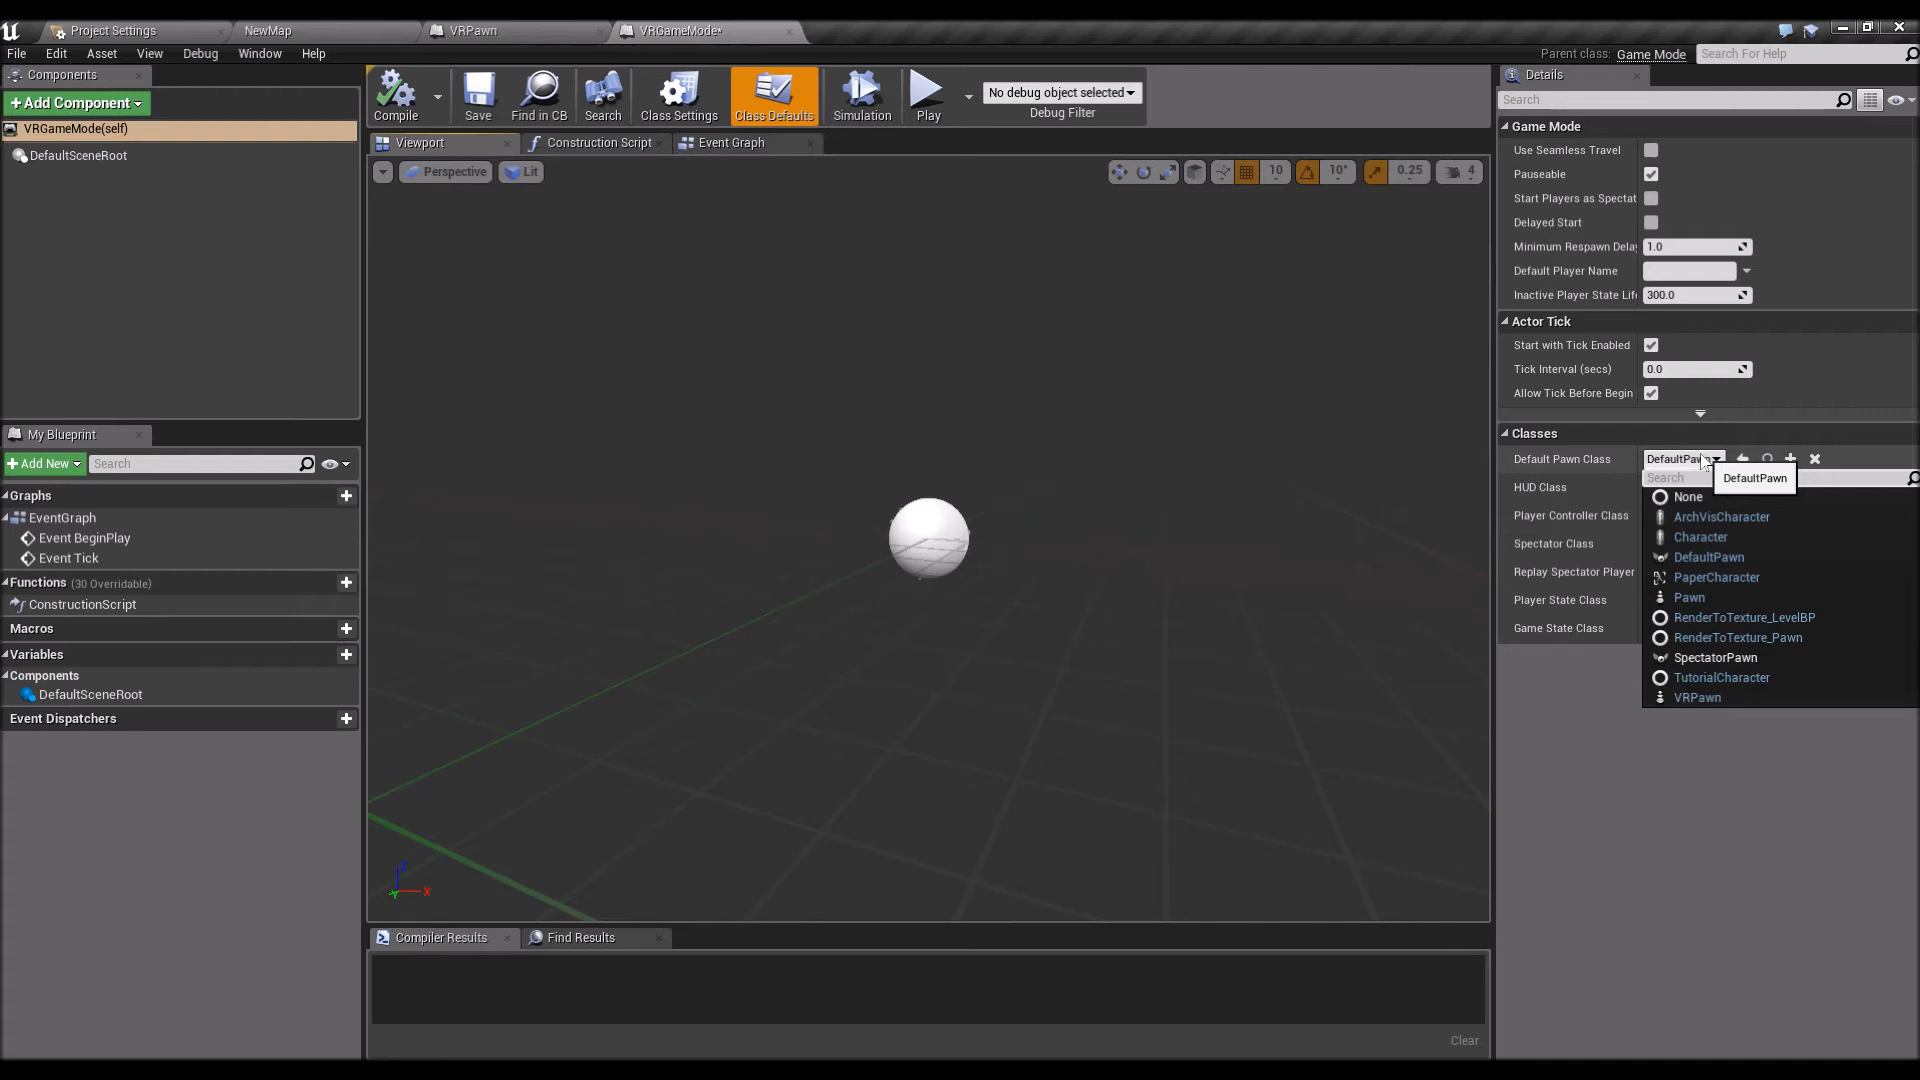 Project Settings
NewMap
VRPawn
VRGameMode*
File Edit Asset View Debug Window Help
Parent class: Game Mode
Search For Help
Components
+ Add Component
VRGameMode(self)
DefaultSceneRoot
Compile
Save
Find in CB
Search
Class Settings
Class Defaults
Simulation
Play
No debug object selected
Debug Filter
Viewport
Construction Script
Event Graph
Perspective
Lit
10
10°
0.25
4
My Blueprint
+ Add New
Search
Graphs
EventGraph
Event BeginPlay
Event Tick
Functions (30 Overridable)
ConstructionScript
Macros
Variables
Components
DefaultSceneRoot
Event Dispatchers
Z
X
Y
Compiler Results
Find Results
Clear
Details
Search
Game Mode
Use Seamless Travel
Pauseable
Start Players as Spectat
Delayed Start
Minimum Respawn Delay 1.0
Default Player Name
Inactive Player State Life 300.0
Actor Tick
Start with Tick Enabled
Tick Interval (secs) 0.0
Allow Tick Before Begin
Classes
Default Pawn Class DefaultPawn
HUD Class
Player Controller Class
Spectator Class
Replay Spectator Player
Player State Class
Game State Class
Search
DefaultPawn
None
ArchVisCharacter
Character
DefaultPawn
PaperCharacter
Pawn
RenderToTexture_LevelBP
RenderToTexture_Pawn
SpectatorPawn
TutorialCharacter
VRPawn